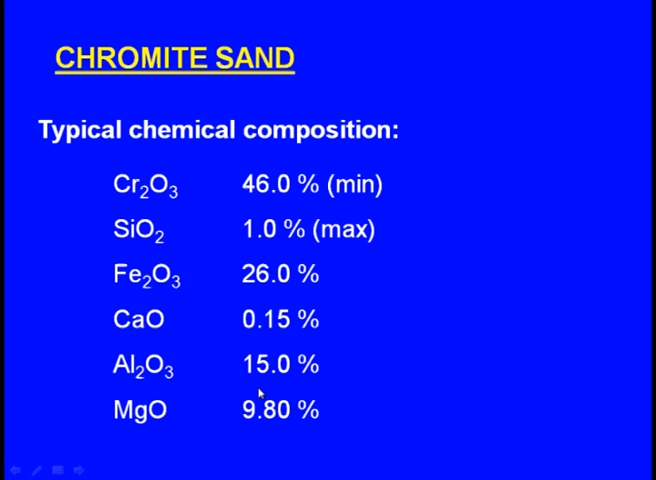 CHROMITE SAND
Typical chemical composition:
Cr₂O₃ 46.0 % (min)
SiO₂ 1.0 % (max)
Fe₂O₃ 26.0 %
CaO 0.15 %
Al₂O₃ 15.0 %
MgO 9.80 %